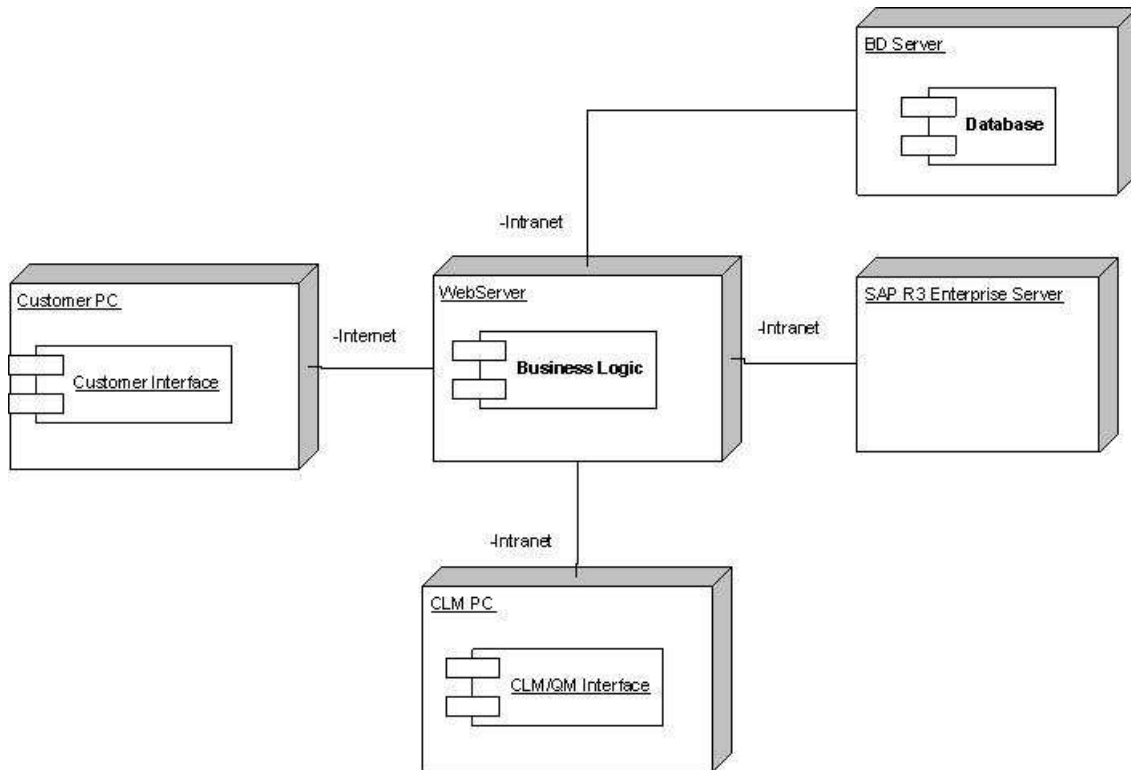 BD Server
Database
-Intranet
Customer PC
Customer Interface
-Internet
WebServer
Business Logic
-Intranet
SAP R3 Enterprise Server
-Intranet
CLM PC
CLM/QM Interface